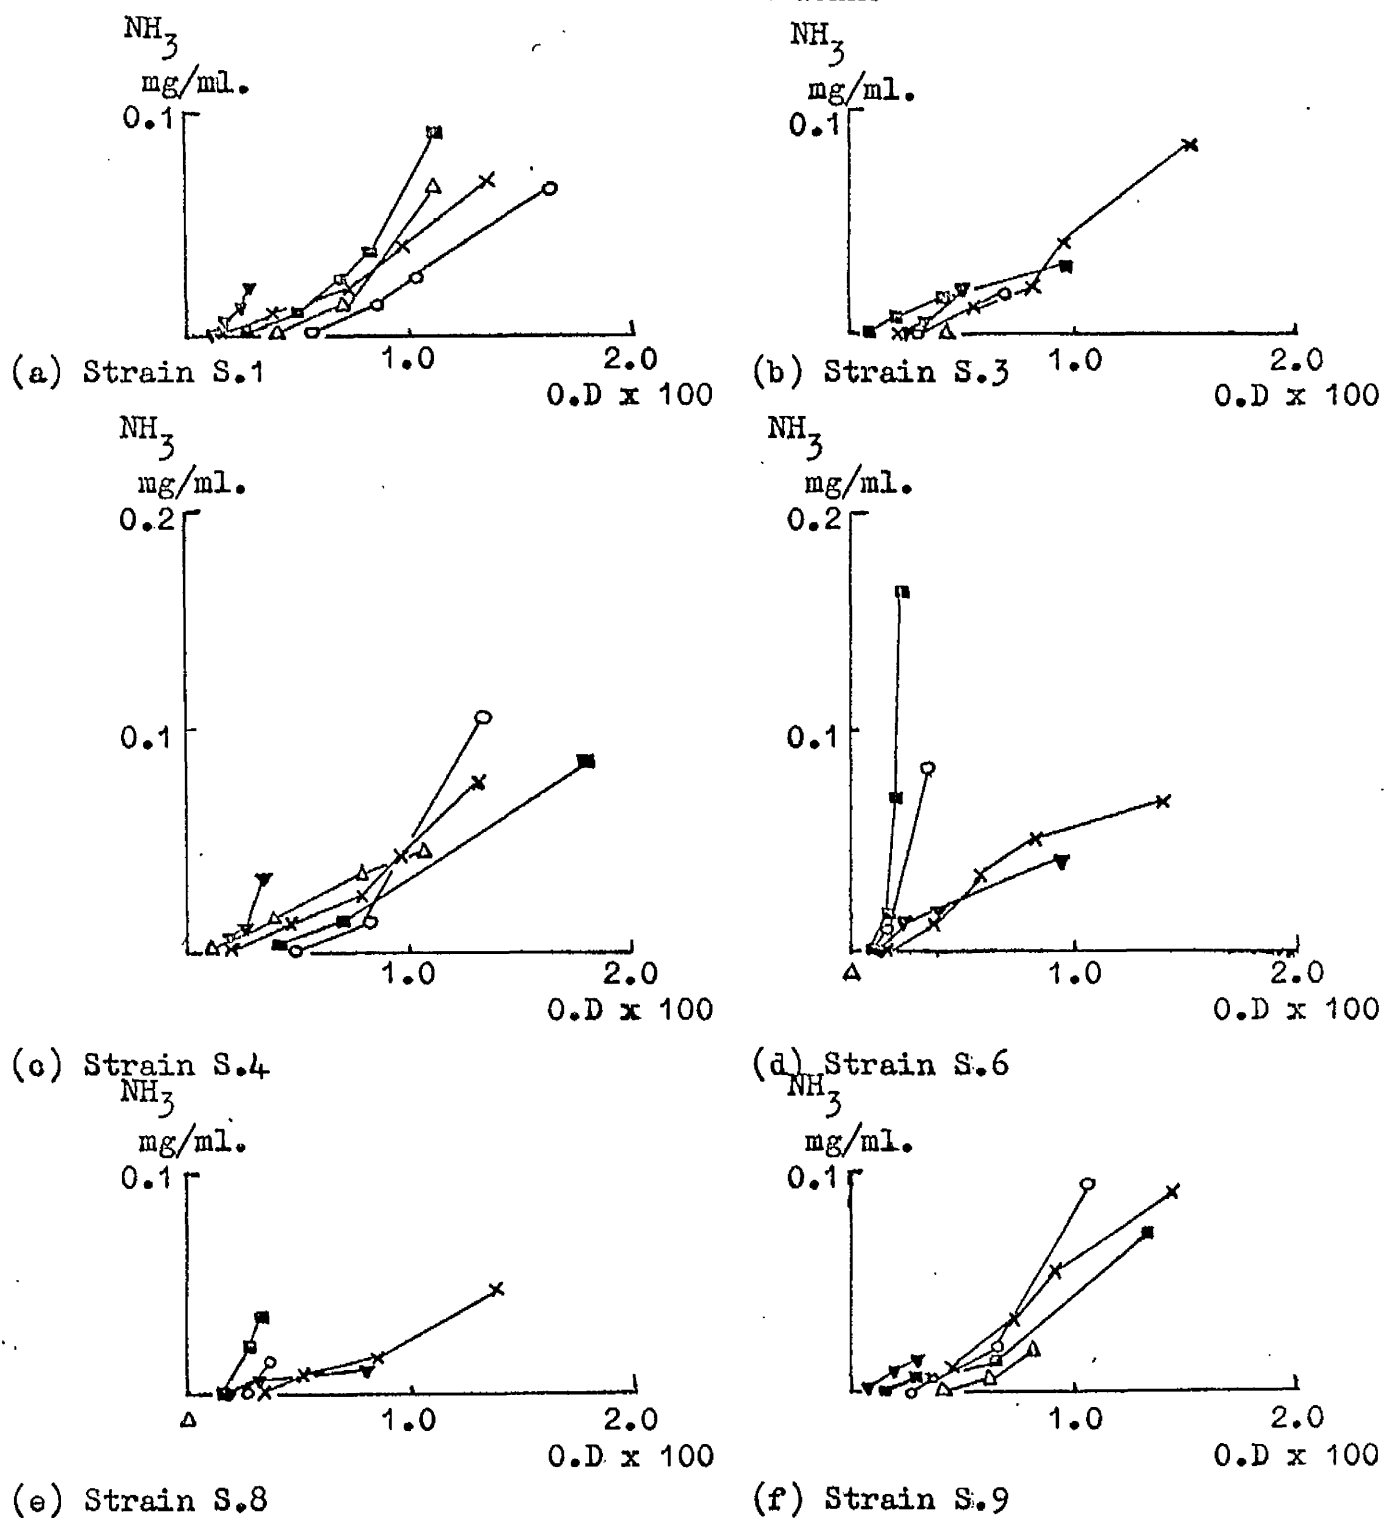 NH3
mg/ml.
0.1
1.0
2.0
(a) Strain S.1
O.D x 100
NH3
mg/ml.
0.1
1.0
2.0
(b) Strain S.3
O.D x 100
NH3
mg/ml.
0.2
0.1
1.0
2.0
O.D x 100
(c) Strain S.4
NH3
mg/ml.
0.2
0.1
1.0
2.0
O.D x 100
(d) Strain S.6
NH3
mg/ml.
0.1
1.0
2.0
O.D x 100
(e) Strain S.8
NH3
mg/ml.
0.1
1.0
2.0
O.D x 100
(f) Strain S.9